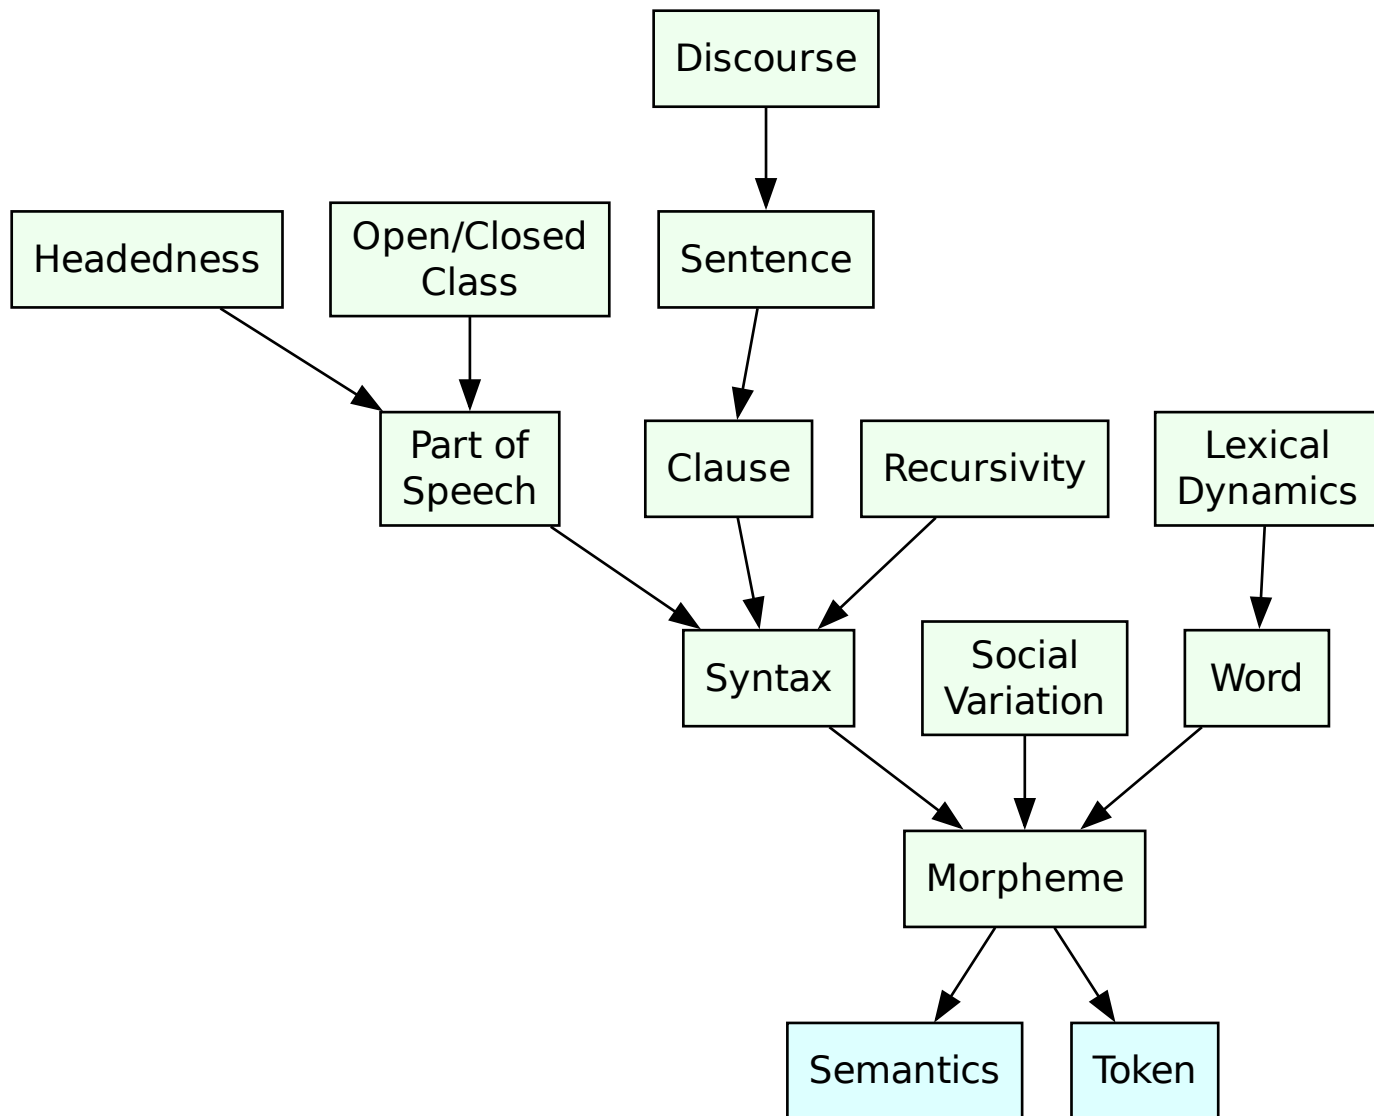 Discourse
Headedness
Open/Closed
Class
Sentence
Part of
Speech
Clause
Recursivity
Lexical
Dynamics
Syntax
Social
Variation
Word
Morpheme
Semantics
Token